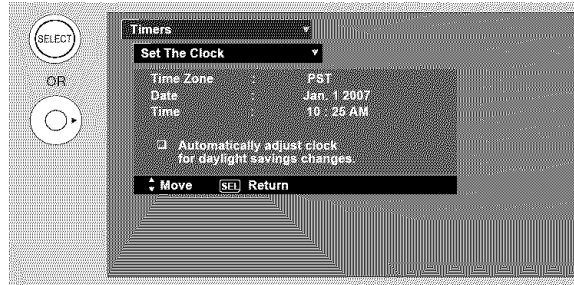 SELECT
OR
Timers
Set The Clock
Time Zone : PST
Date : Jan. 1 2007
Time : 10 : 25 AM
Automatically adjust clock
for daylight savings changes.
Move SEL Return